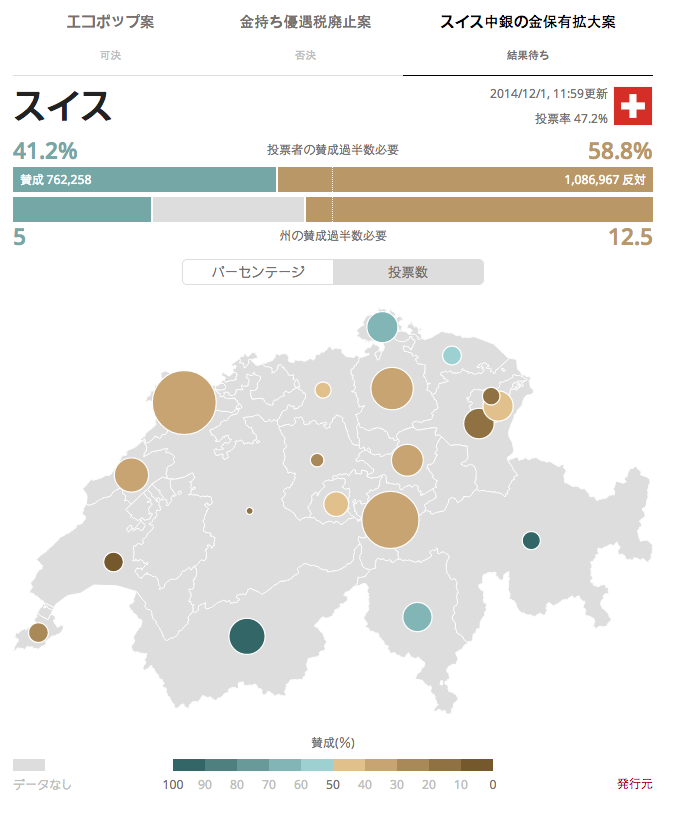 エコポップ案 金持ち優遇税廃止案 スイス中銀の金保有拡大案
可決 否決 結果待ち
スイス
2014/12/1, 11:59更新
投票率 47.2%
41.2% 投票者の賛成過半数必要 58.8%
賛成 762,258 1,086,967 反対
5 州の賛成過半数必要 12.5
パーセンテージ 投票数
賛成(%)
データなし 100 90 80 70 60 50 40 30 20 10 0 発行元